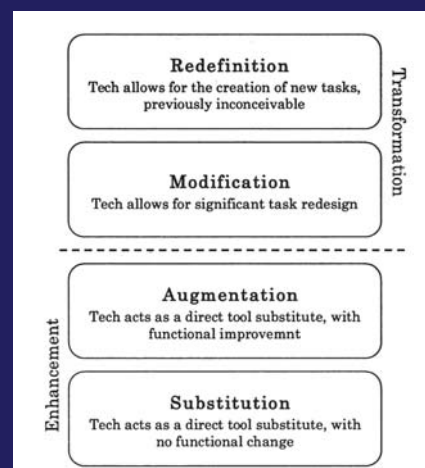 Redefinition
Tech allows for the creation of new tasks,
previously inconceivable
Transformation
Modification
Tech allows for significant task redesign
Augmentation
Tech acts as a direct tool substitute, with
functional improvemnt
Enhancement
Substitution
Tech acts as a direct tool substitute, with
no functional change